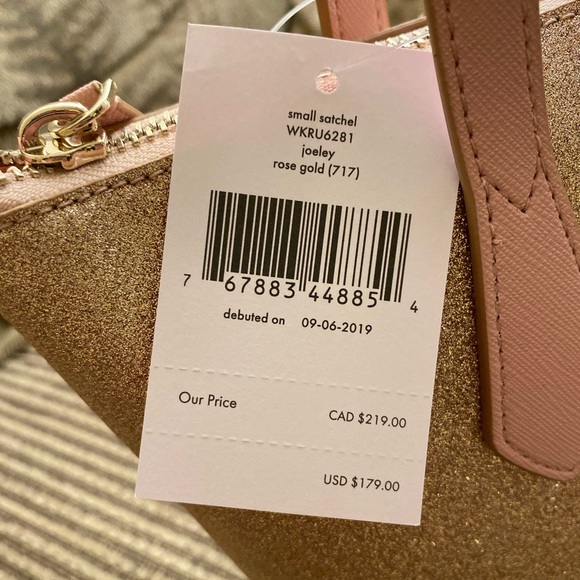 small satchel
WKRU6281
joeley
rose gold (717)
7 67883 44885 4
debuted on 09-06-2019
Our Price CAD $219.00
USD $179.00